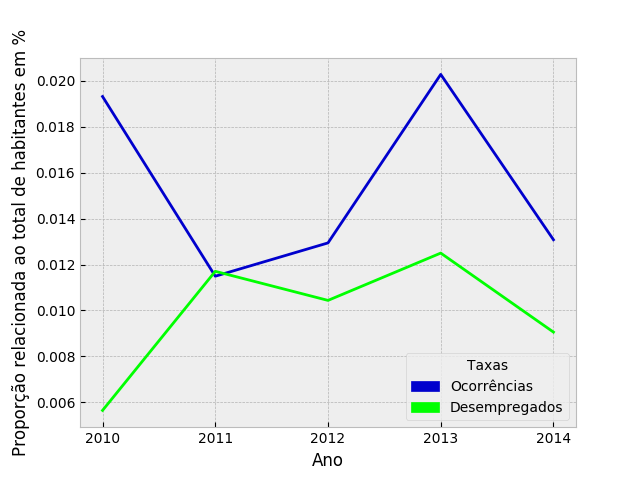 Proporção relacionada ao total de habitantes em %
0.020
0.018
0.016
0.014
0.012
0.010
0.008
0.006
Taxas
Ocorrências
Desempregados
2010 2011 2012 2013 2014
Ano